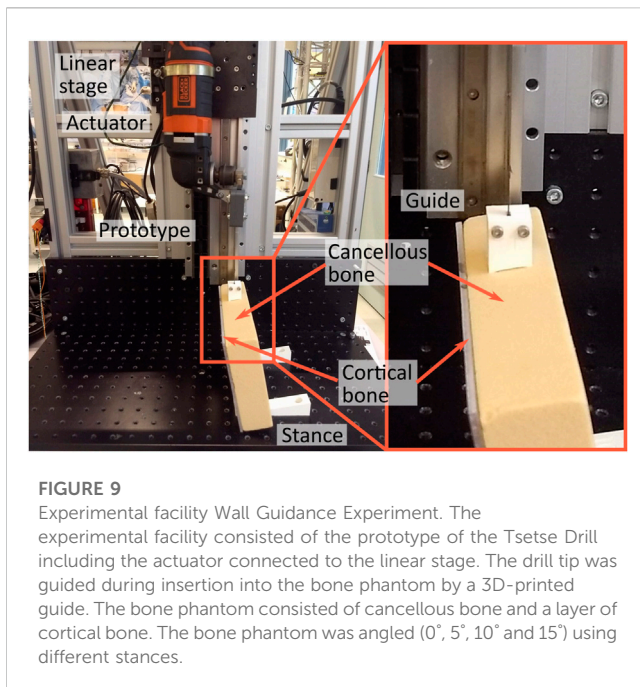 Linear
stage
Actuator
Prototype
Guide
Cancellous
bone
Cortical
bone
Stance
FIGURE 9
Experimental facility Wall Guidance Experiment. The
experimental facility consisted of the prototype of the Tsetse Drill
including the actuator connected to the linear stage. The drill tip was
guided during insertion into the bone phantom by a 3D-printed
guide. The bone phantom consisted of cancellous bone and a layer of
cortical bone. The bone phantom was angled (0°, 5°, 10° and 15°) using
different stances.